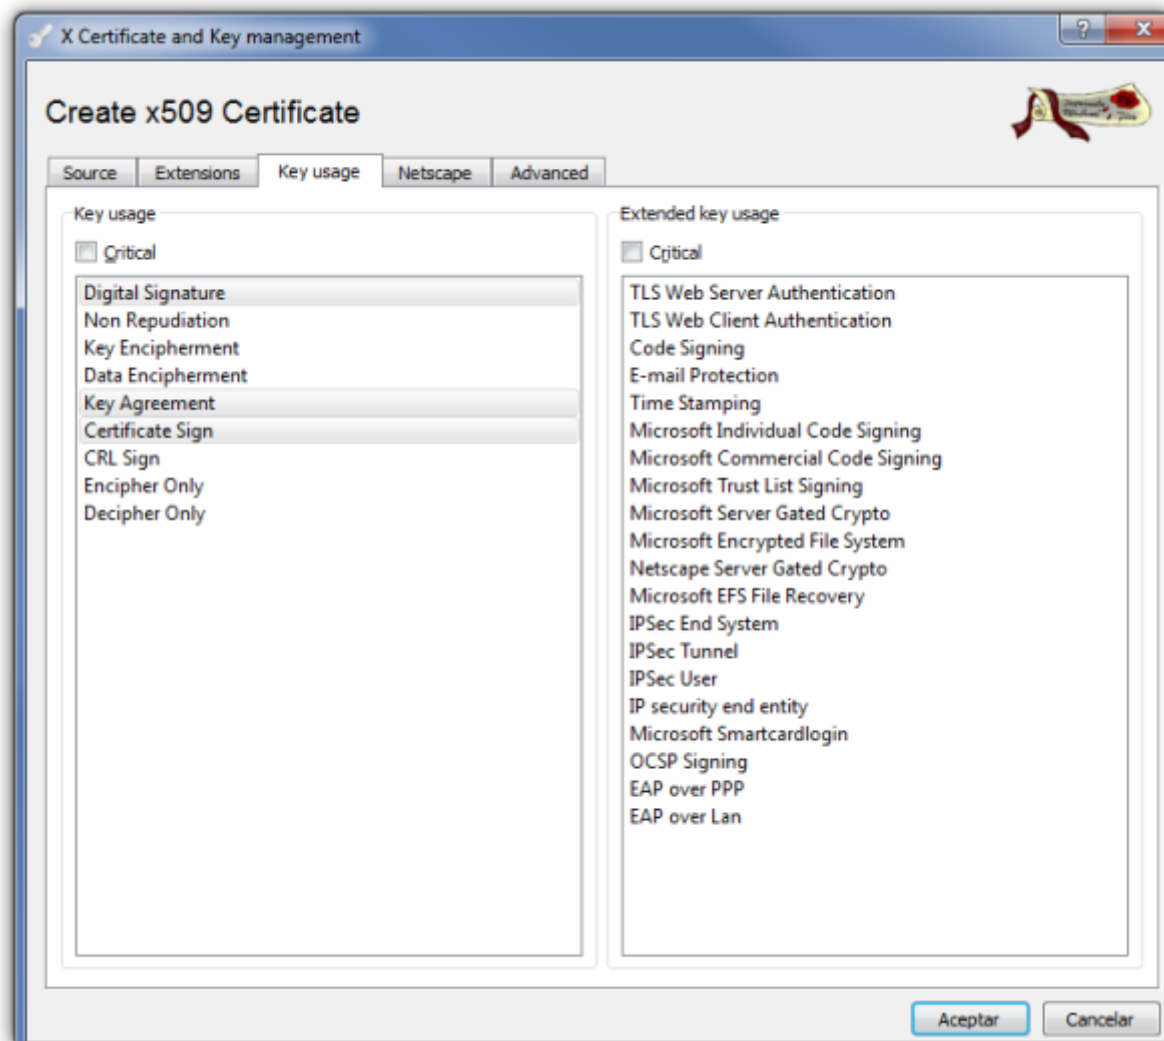 X Certificate and Key management
Create x509 Certificate
Source Extensions Key usage Netscape Advanced
Key usage
Critical
Digital Signature
Non Repudiation
Key Encipherment
Data Encipherment
Key Agreement
Certificate Sign
CRL Sign
Encipher Only
Decipher Only
Extended key usage
Critical
TLS Web Server Authentication
TLS Web Client Authentication
Code Signing
E-mail Protection
Time Stamping
Microsoft Individual Code Signing
Microsoft Commercial Code Signing
Microsoft Trust List Signing
Microsoft Server Gated Crypto
Microsoft Encrypted File System
Netscape Server Gated Crypto
Microsoft EFS File Recovery
IPSec End System
IPSec Tunnel
IPSec User
IP security end entity
Microsoft Smartcardlogin
OCSP Signing
EAP over PPP
EAP over Lan
Aceptar Cancelar